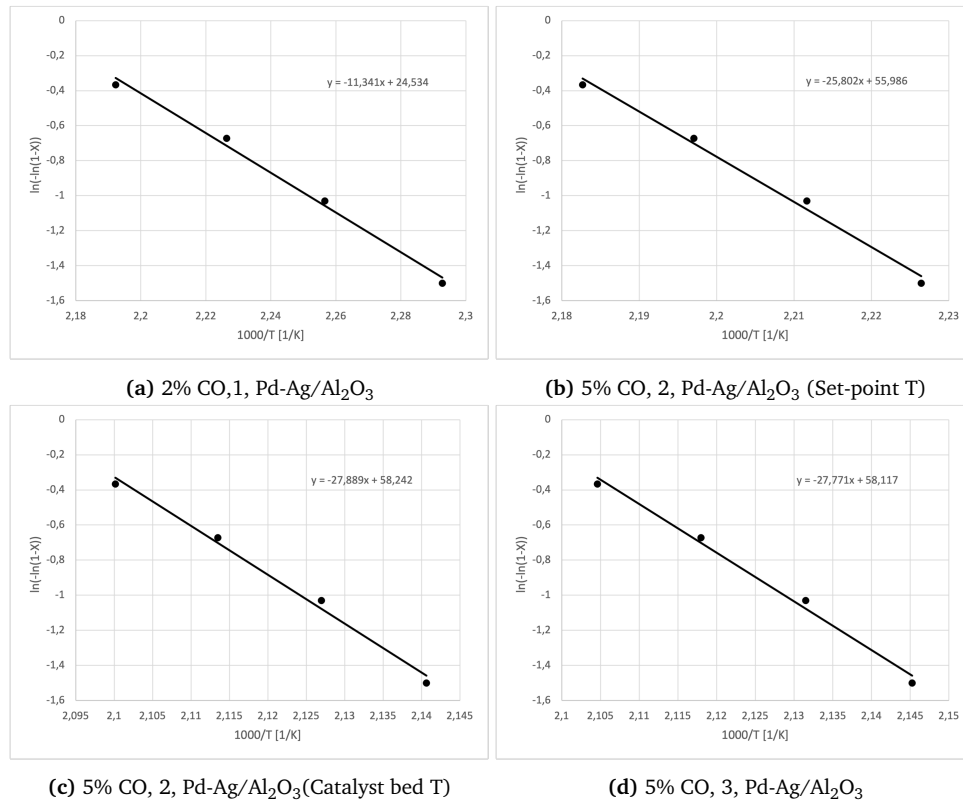 0
-0,2
-0,4
-0,6
-0,8
-1
-1,2
-1,4
-1,6
ln(-ln(1-X))
y = -11,341x + 24,534
2,18 2,2 2,22 2,24 2,26 2,28 2,3
1000/T [1/K]
(a) 2% CO,1, Pd-Ag/Al₂O₃
0
-0,2
-0,4
-0,6
-0,8
-1
-1,2
-1,4
-1,6
ln(-ln(1-X))
y = -25,802x + 55,986
2,18 2,19 2,2 2,21 2,22 2,23
1000/T [1/K]
(b) 5% CO, 2, Pd-Ag/Al₂O₃ (Set-point T)
0
-0,2
-0,4
-0,6
-0,8
-1
-1,2
-1,4
-1,6
ln(-ln(1-X))
y = -27,889x + 58,242
2,095 2,1 2,105 2,11 2,115 2,12 2,125 2,13 2,135 2,14 2,145
1000/T [1/K]
(c) 5% CO, 2, Pd-Ag/Al₂O₃(Catalyst bed T)
0
-0,2
-0,4
-0,6
-0,8
-1
-1,2
-1,4
-1,6
ln(-ln(1-X))
y = -27,771x + 58,117
2,1 2,105 2,11 2,115 2,12 2,125 2,13 2,135 2,14 2,145 2,15
1000/T [1/K]
(d) 5% CO, 3, Pd-Ag/Al₂O₃